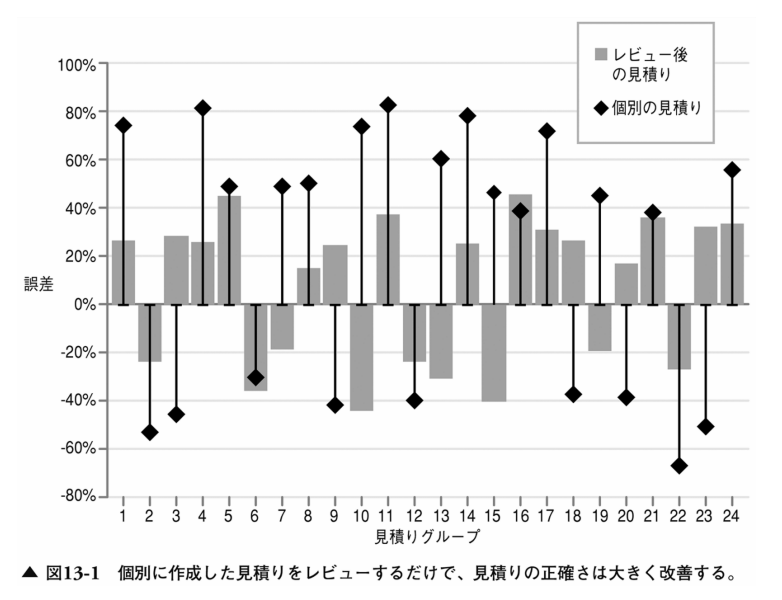 レビュー後
の見積り
個別の見積り
100%
80%
60%
40%
20%
0%
-20%
-40%
-60%
-80%
誤差
1 2 3 4 5 6 7 8 9 10 11 12 13 14 15 16 17 18 19 20 21 22 23 24
見積りグループ
▲ 図13-1 個別に作成した見積りをレビューするだけで、見積りの正確さは大きく改善する。